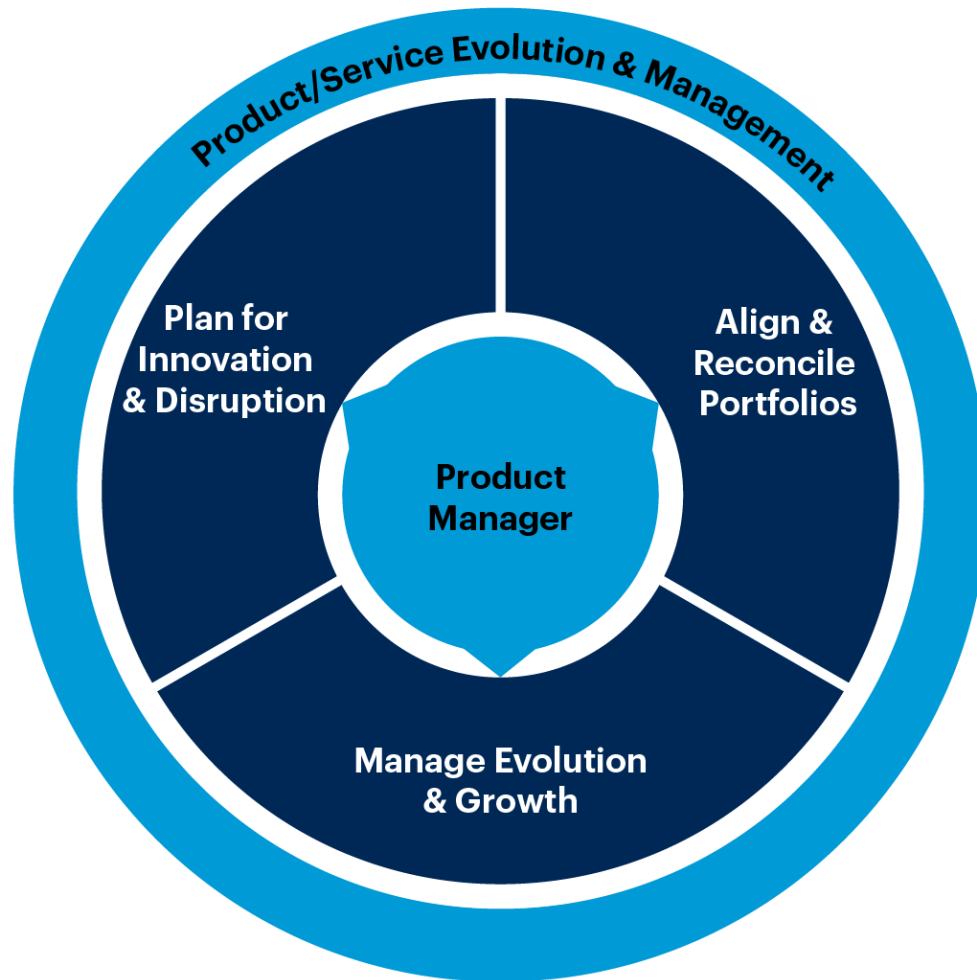 Product/Service Evolution & Management
Plan for
Innovation
& Disruption
Align &
Reconcile
Portfolios
Product
Manager
Manage Evolution
& Growth